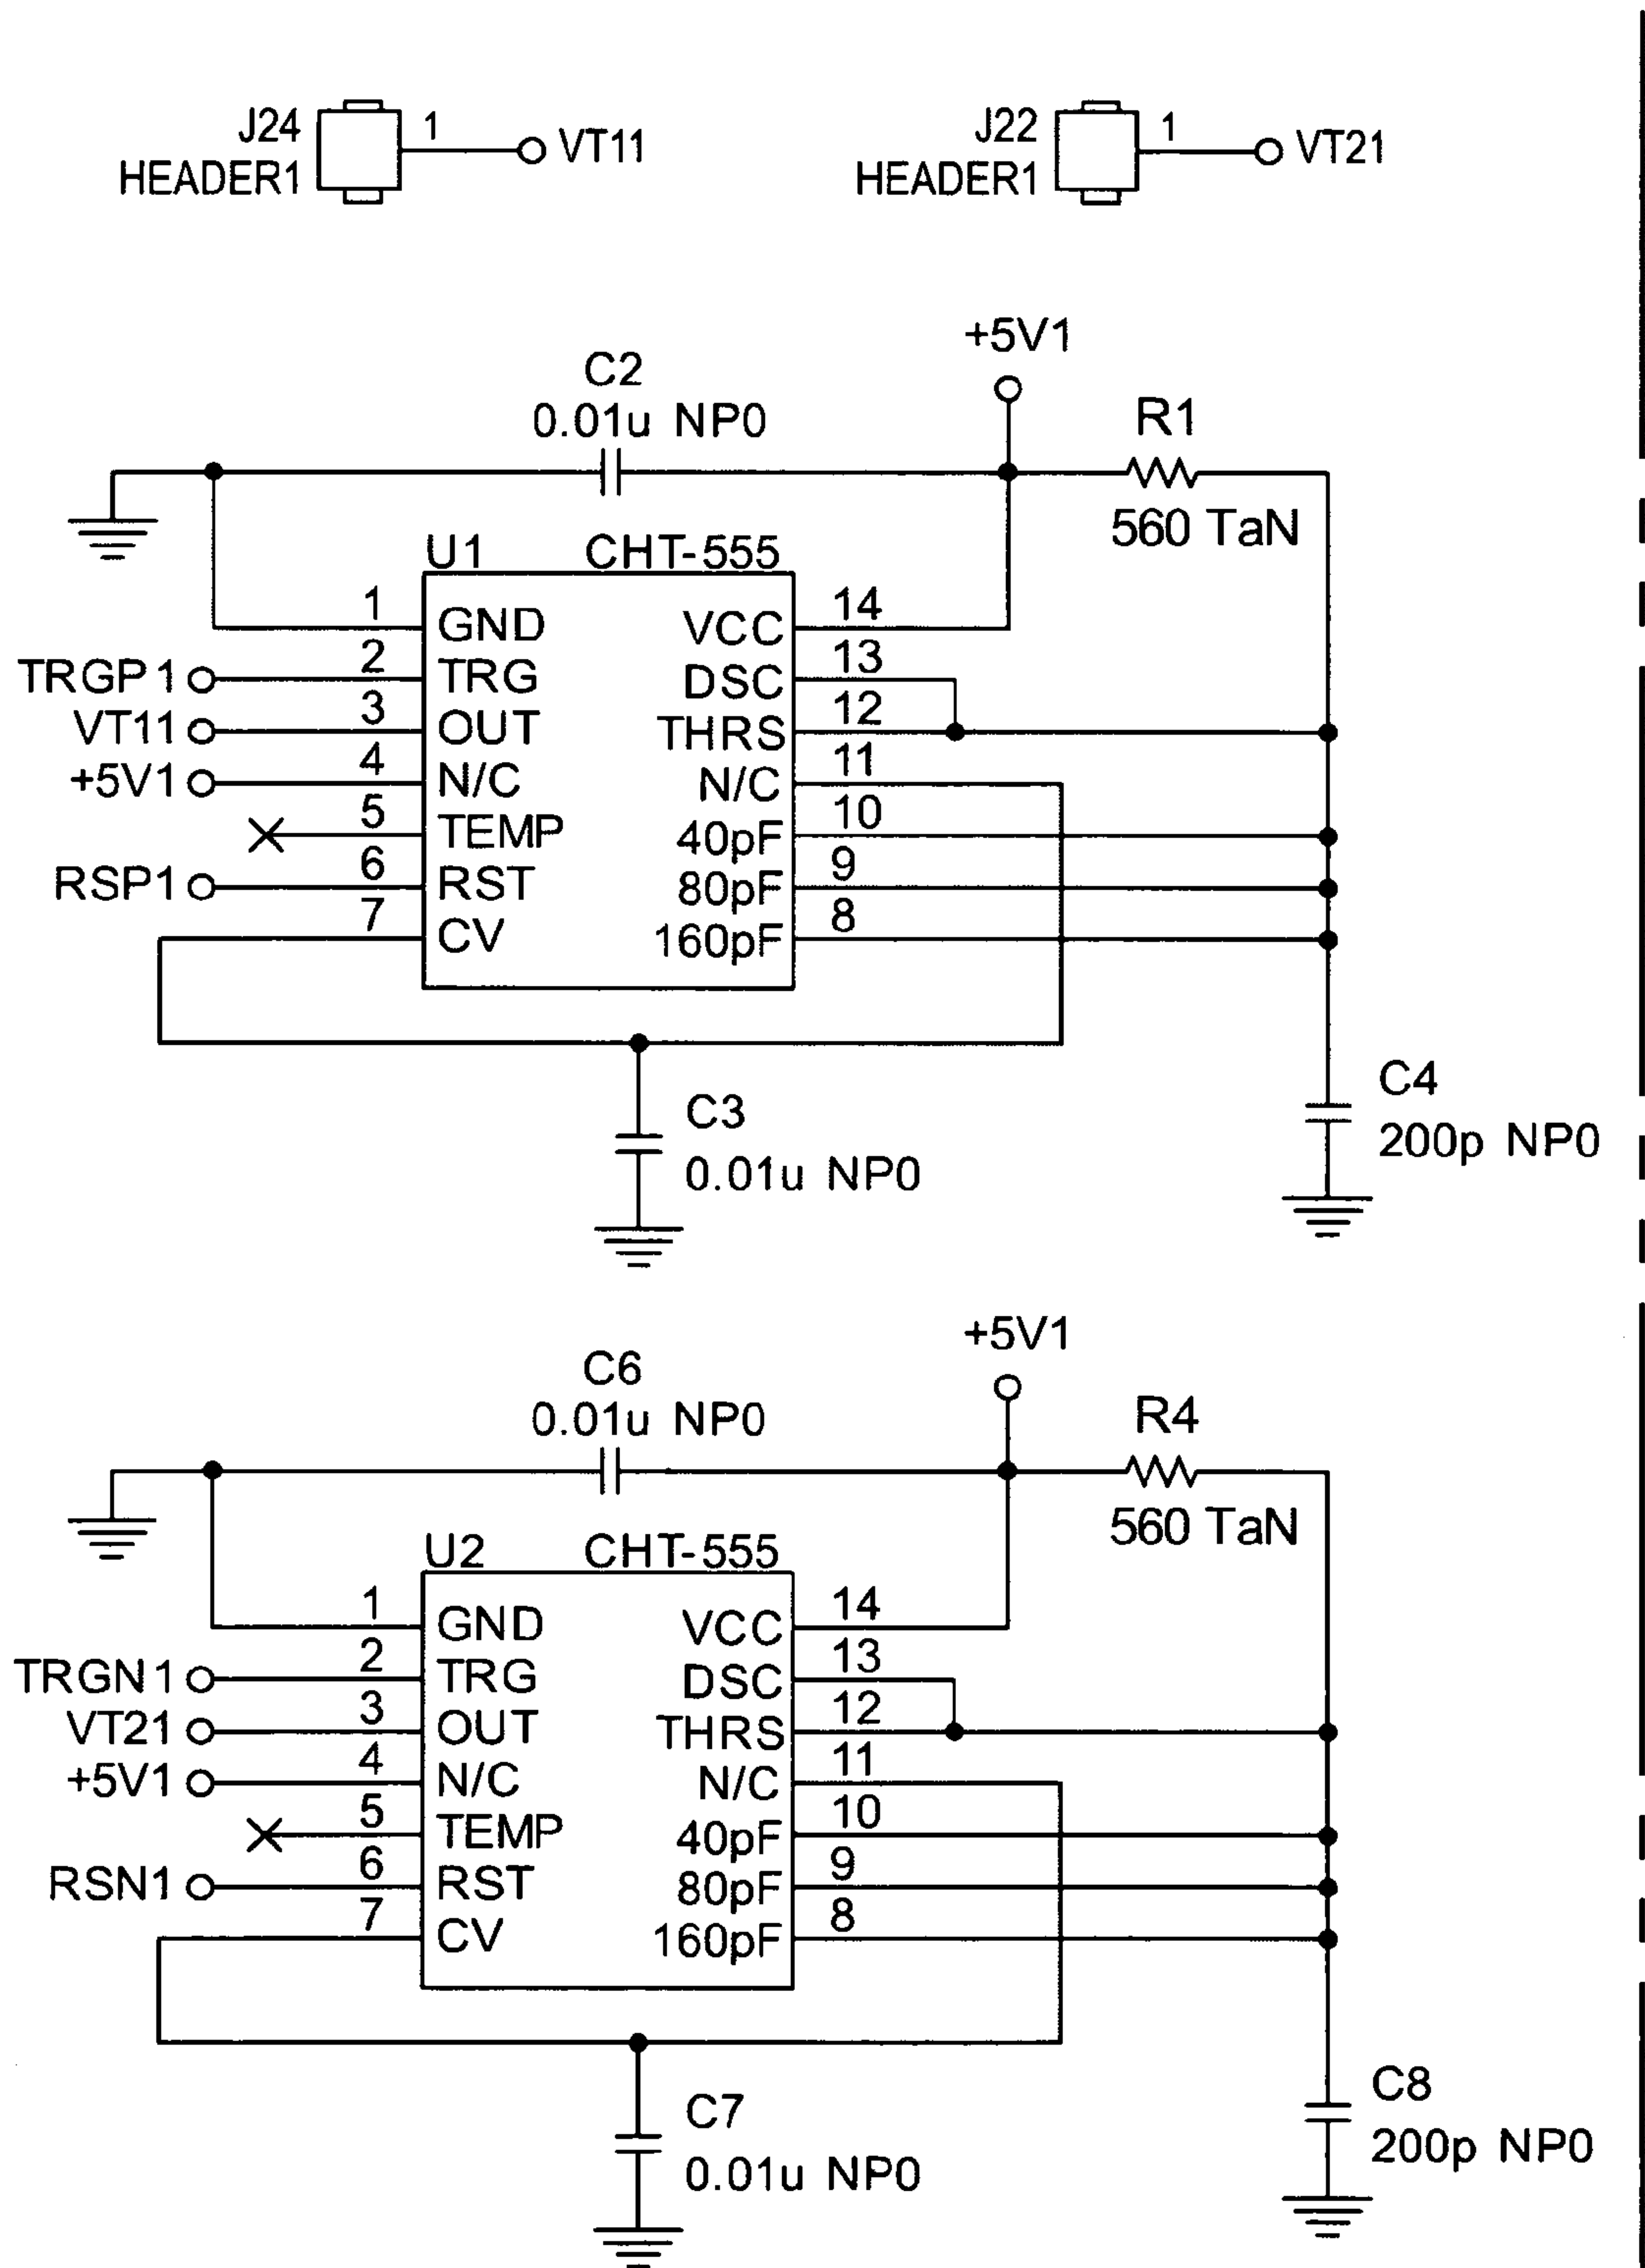 J24
HEADER1
1
VT11
J22
HEADER1
1
VT21
+5V1
C2
0.01u NP0
R1
560 TaN
U1 CHT-555
1 GND VCC 14
TRGP1 2 TRG DSC 13
VT11 3 OUT THRS 12
+5V1 4 N/C N/C 11
5 TEMP 40pF 10
RSP1 6 RST 80pF 9
7 CV 160pF 8
C3
0.01u NP0
C4
200p NP0
+5V1
C6
0.01u NP0
R4
560 TaN
U2 CHT-555
1 GND VCC 14
TRGN1 2 TRG DSC 13
VT21 3 OUT THRS 12
+5V1 4 N/C N/C 11
5 TEMP 40pF 10
RSN1 6 RST 80pF 9
7 CV 160pF 8
C7
0.01u NP0
C8
200p NP0